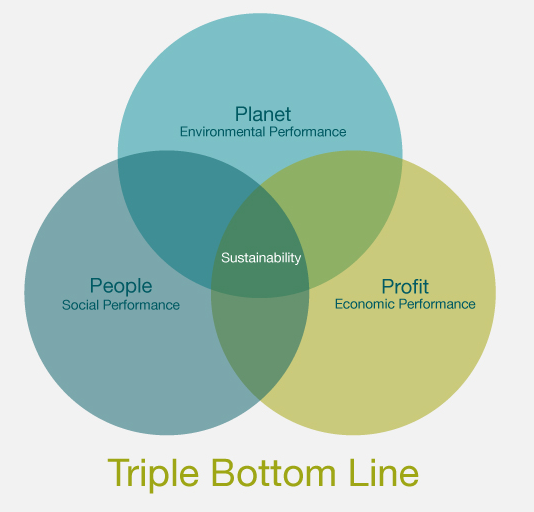 Planet
Environmental Performance
Sustainability
People
Social Performance
Profit
Economic Performance
Triple Bottom Line